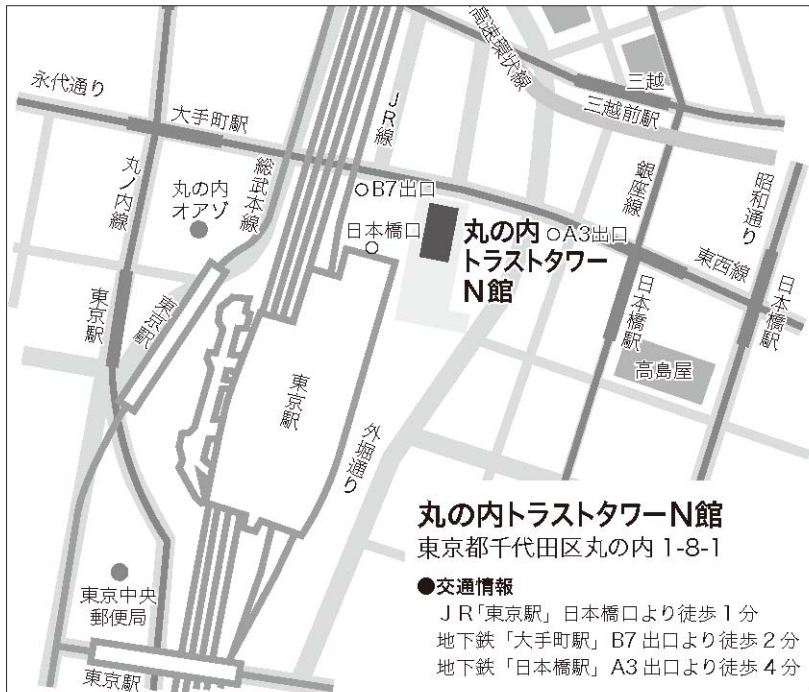 高速環状線
三越
三越前駅
永代通り
大手町駅
JR線
丸ノ内線
丸の内
オアゾ
総武本線
B7出口
日本橋口
丸の内
トラストタワー
N館
A3出口
銀座線
昭和通り
東西線
日本橋駅
日本橋駅
高島屋
東京駅
東京駅
東京駅
外堀通り
東京中央
郵便局
東京駅
丸の内トラストタワーN館
東京都千代田区丸の内 1-8-1
●交通情報
JR「東京駅」日本橋口より徒歩 1 分
地下鉄「大手町駅」B7 出口より徒歩 2 分
地下鉄「日本橋駅」A3 出口より徒歩 4 分